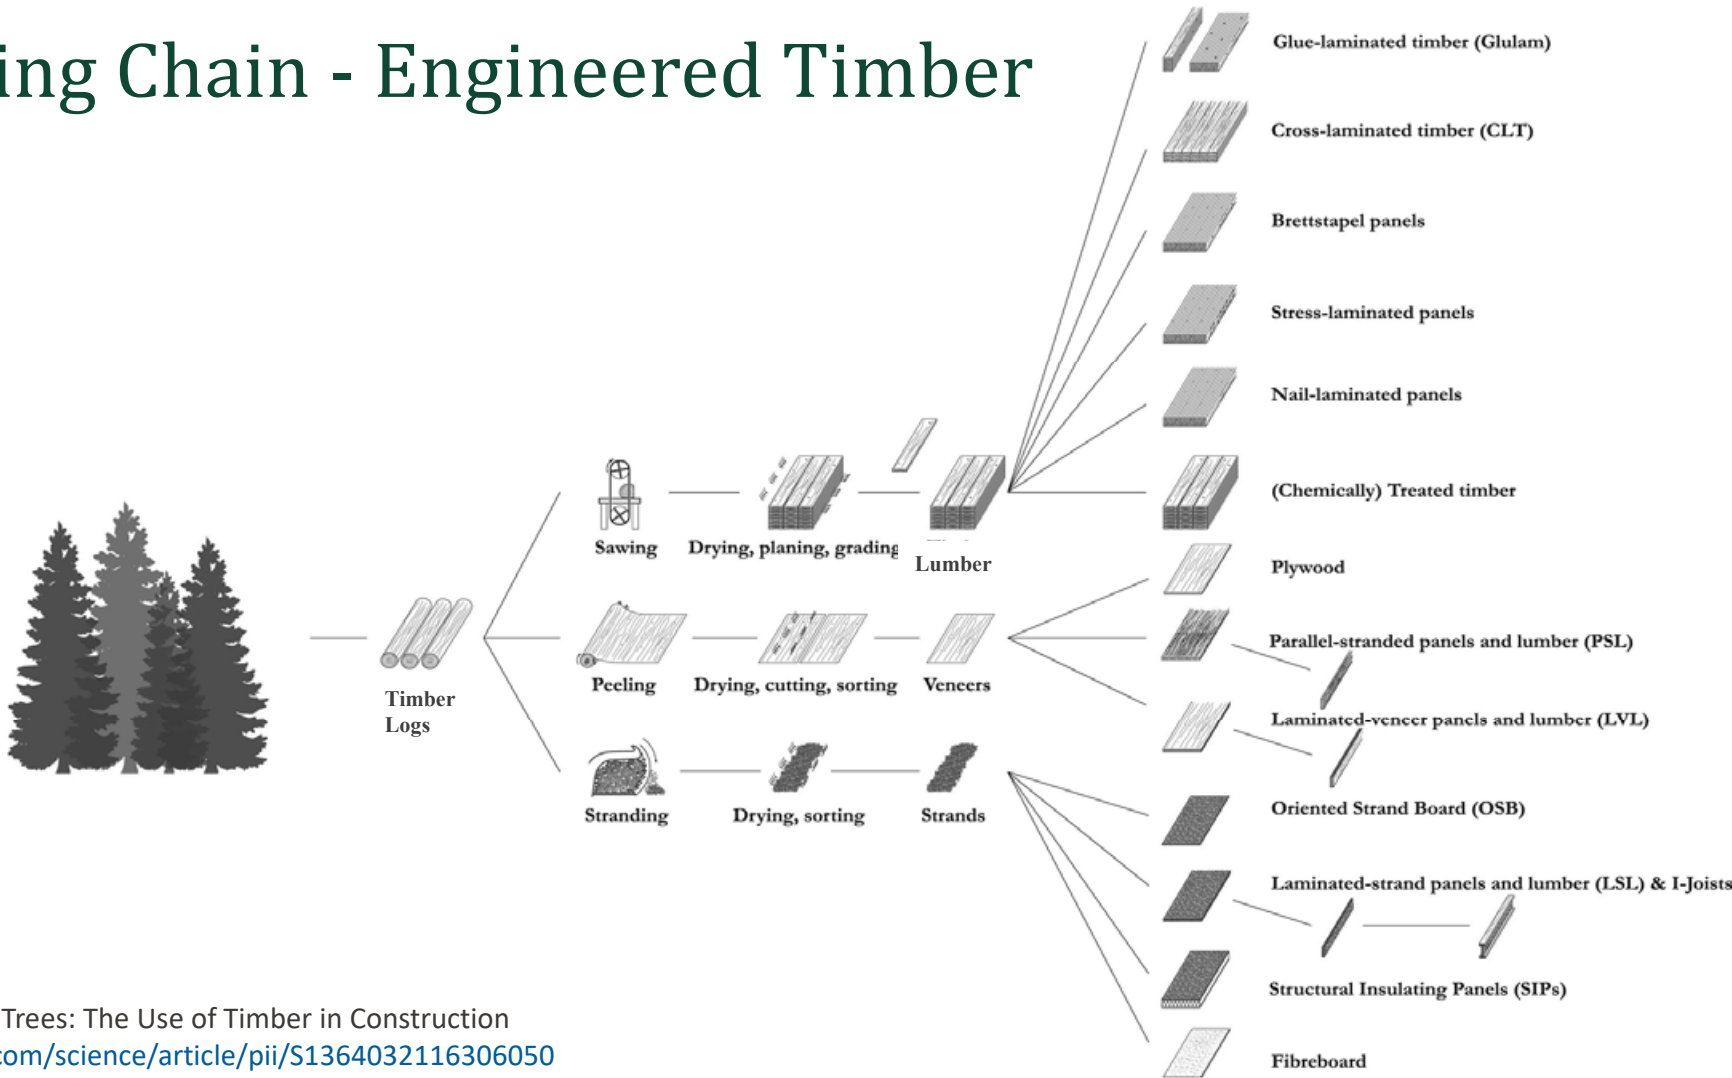 ing Chain - Engineered Timber
Glue-laminated timber (Glulam)
Cross-laminated timber (CLT)
Brettstapel panels
Stress-laminated panels
Nail-laminated panels
(Chemically) Treated timber
Sawing
Drying, planing, grading
Lumber
Plywood
Parallel-stranded panels and lumber (PSL)
Timber
Logs
Peeling
Drying, cutting, sorting
Veneers
Laminated-veneer panels and lumber (LVL)
Stranding
Drying, sorting
Strands
Oriented Strand Board (OSB)
Laminated-strand panels and lumber (LSL) & I-Joists
Structural Insulating Panels (SIPs)
Fibreboard
Trees: The Use of Timber in Construction
com/science/article/pii/S1364032116306050